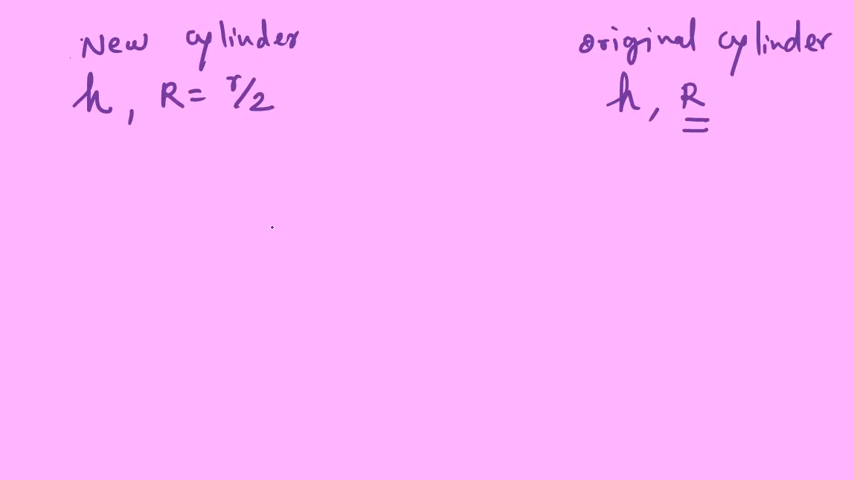 New cylinder
h, R = r/2
original cylinder
h, R